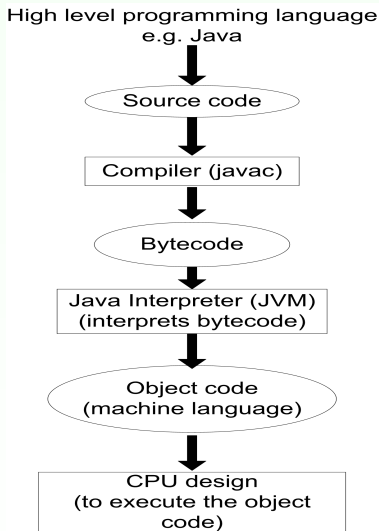 High level programming language
e.g. Java
Source code
Compiler (javac)
Bytecode
Java Interpreter (JVM)
(interprets bytecode)
Object code
(machine language)
CPU design
(to execute the object
code)